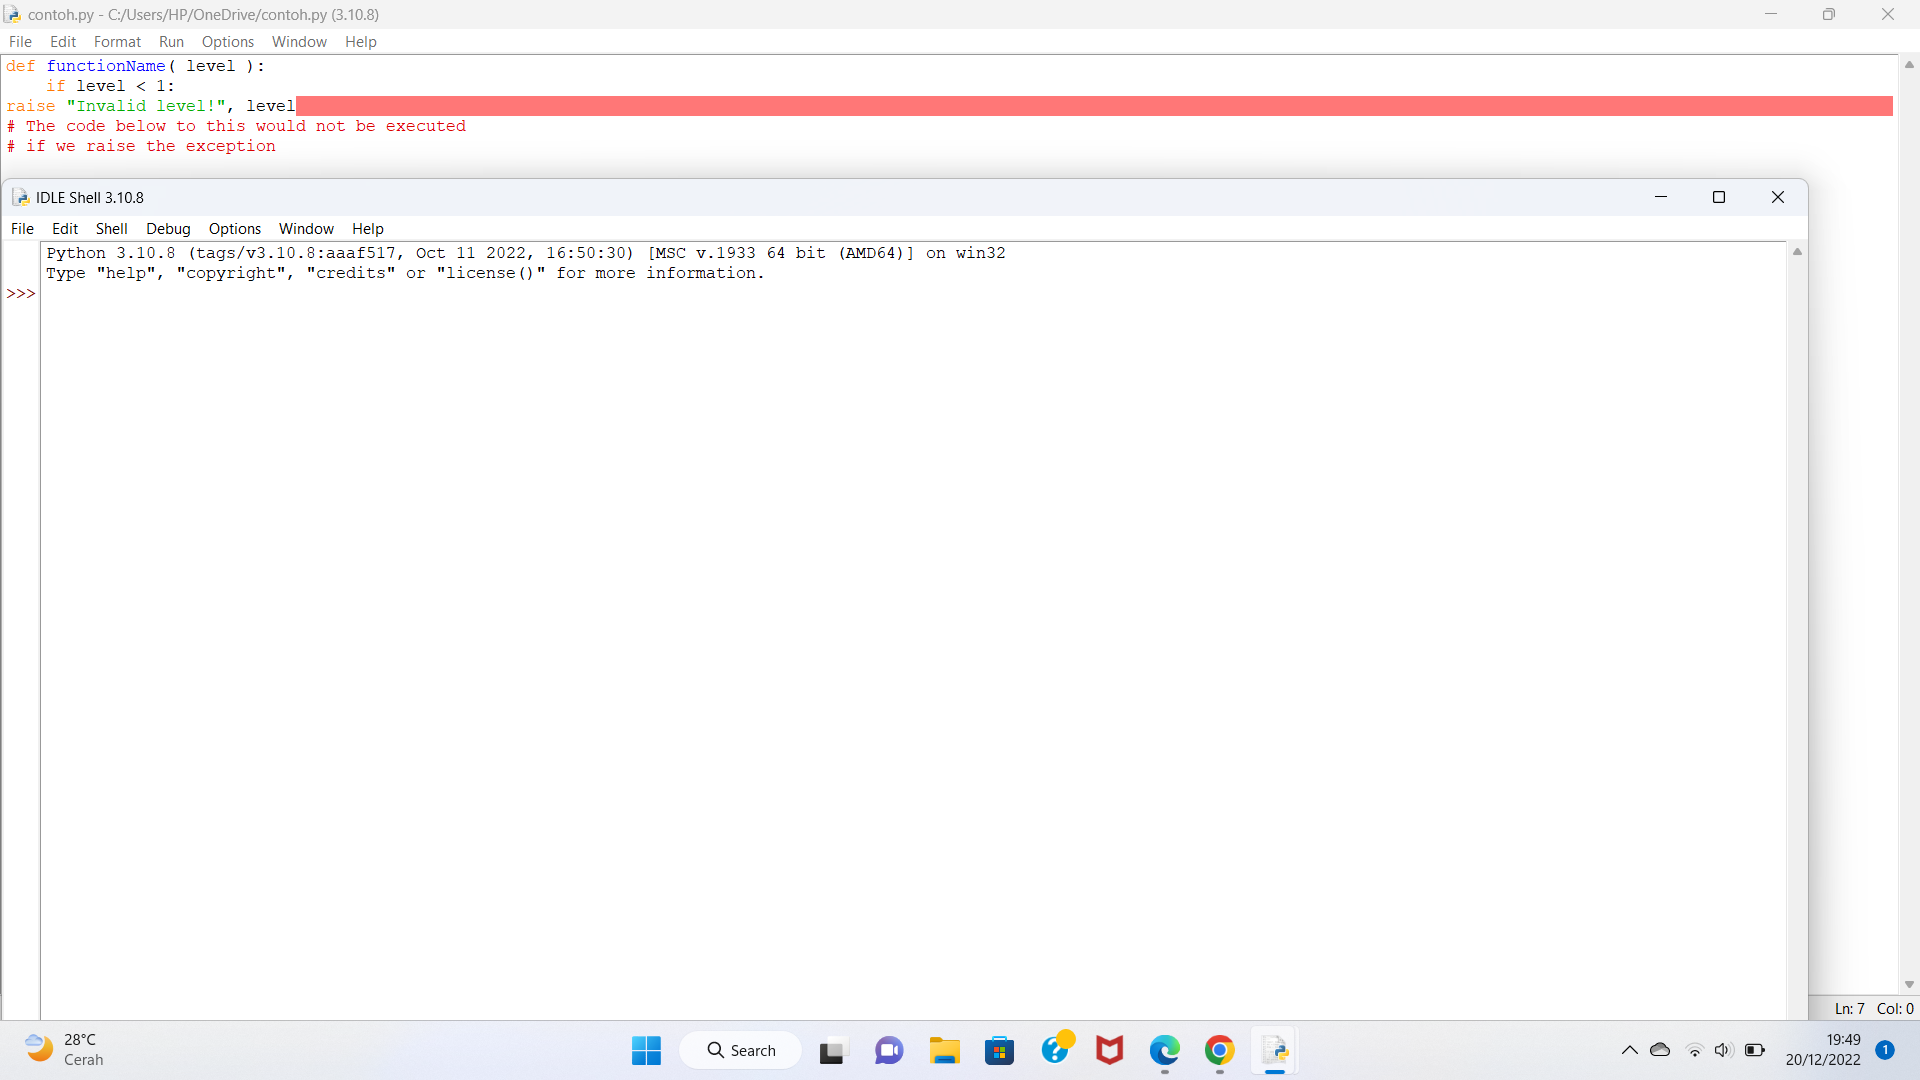 contoh.py - C:/Users/HP/OneDrive/contoh.py (3.10.8)
File Edit Format Run Options Window Help
def functionName( level ):
    if level < 1:
raise "Invalid level!", level
# The code below to this would not be executed
# if we raise the exception
IDLE Shell 3.10.8
File Edit Shell Debug Options Window Help
Python 3.10.8 (tags/v3.10.8:aaaf517, Oct 11 2022, 16:50:30) [MSC v.1933 64 bit (AMD64)] on win32
Type "help", "copyright", "credits" or "license()" for more information.
>>>
Ln: 7 Col: 0
28°C
Cerah
Search
19:49
20/12/2022
1